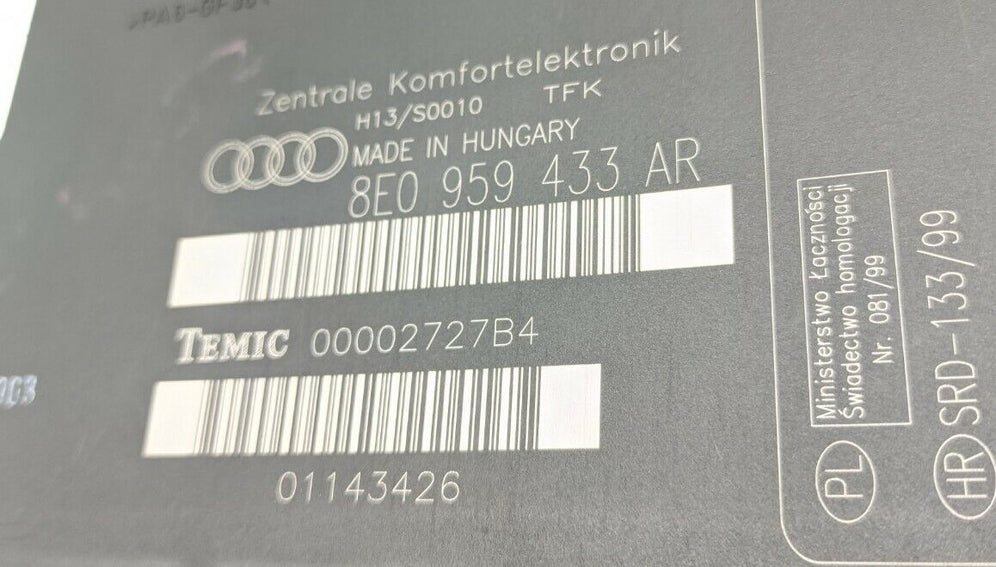 Zentrale Komfortelektronik
H13/S0010 TFK
MADE IN HUNGARY
8E0 959 433 AR
TEMIC 00002727B4
01143426
Ministerstwo Łączności
Świadectwo homologacji
Nr. 081/99
PL
HR SRD-133/99